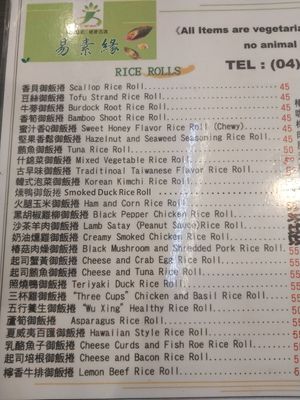 易素緣
《All items are vegetaria
no animal
TEL : (04)
RICE ROLLS
香貝御飯捲 Scallop Rice Roll 45
豆絲御飯捲 Tofu Strand Rice Roll 45
牛蒡御飯捲 Burdock Root Rice Roll 45
香筍御飯捲 Bamboo Shoot Rice Roll 45
蜜汁香Q御飯捲 Sweet Honey Flavor Rice Roll (Chewy) 45
堅果香鬆御飯捲 Hazelnut and Seaweed Seasoning Rice Roll 45
鮪魚御飯捲 Tuna Rice Roll 50
什錦菜御飯捲 Mixed Vegetable Rice Roll
古早味御飯捲 Traditinoal Taiwanese Flavor Rice Roll
韓式泡菜御飯捲 Korean Kimchi Rice Roll
燻鴨御飯捲 Smoked Duck Rice Roll
火腿玉米御飯捲 Ham and Corn Rice Roll
黑胡椒雞柳御飯捲 Black Pepper Chicken Rice Roll
沙茶羊肉御飯捲 Lamb Satay (Peanut Sauce)Rice Roll
奶油燻雞御飯捲 Creamy Smoked Chicken Rice Roll
椿菇肉燥御飯捲 Black Mushroom and Shredded Pork Rice Roll 55
起司蟹黃御飯捲 Cheese and Crab Egg Rice Roll 55
起司鮪魚御飯捲 Cheese and Tuna Rice Roll 55
照燒鴨御飯捲 Teriyaki Duck Rice Roll
三杯雞御飯捲 "Three Cups" Chicken and Basil Rice Roll
五行養生御飯捲 "Wu Xing" Healthy Rice Roll
蘆筍御飯捲 Asparagus Rice Roll
夏威夷百匯御飯捲 Hawaiian Style Rice Roll
乳酪魚子御飯捲 Cheese Curds and Fish Roe Rice Roll
起司培根御飯捲 Cheese and Bacon Rice Roll
檸香牛排御飯捲 Lemon Beef Rice Roll